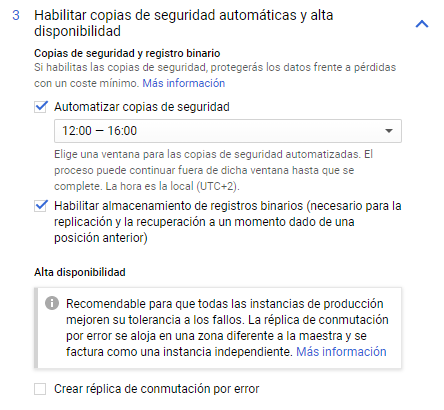 3 Habilitar copias de seguridad automáticas y alta
disponibilidad
Copias de seguridad y registro binario
Si habilitas las copias de seguridad, protegerás los datos frente a pérdidas
con un coste mínimo. Más información
Automatizar copias de seguridad
12:00 — 16:00
Elige una ventana para las copias de seguridad automatizadas. El
proceso puede continuar fuera de dicha ventana hasta que se
complete. La hora es la local (UTC+2).
Habilitar almacenamiento de registros binarios (necesario para la
replicación y la recuperación a un momento dado de una
posición anterior)
Alta disponibilidad
Recomendable para que todas las instancias de producción
mejoren su tolerancia a los fallos. La réplica de conmutación
por error se aloja en una zona diferente a la maestra y se
factura como una instancia independiente. Más información
Crear réplica de conmutación por error